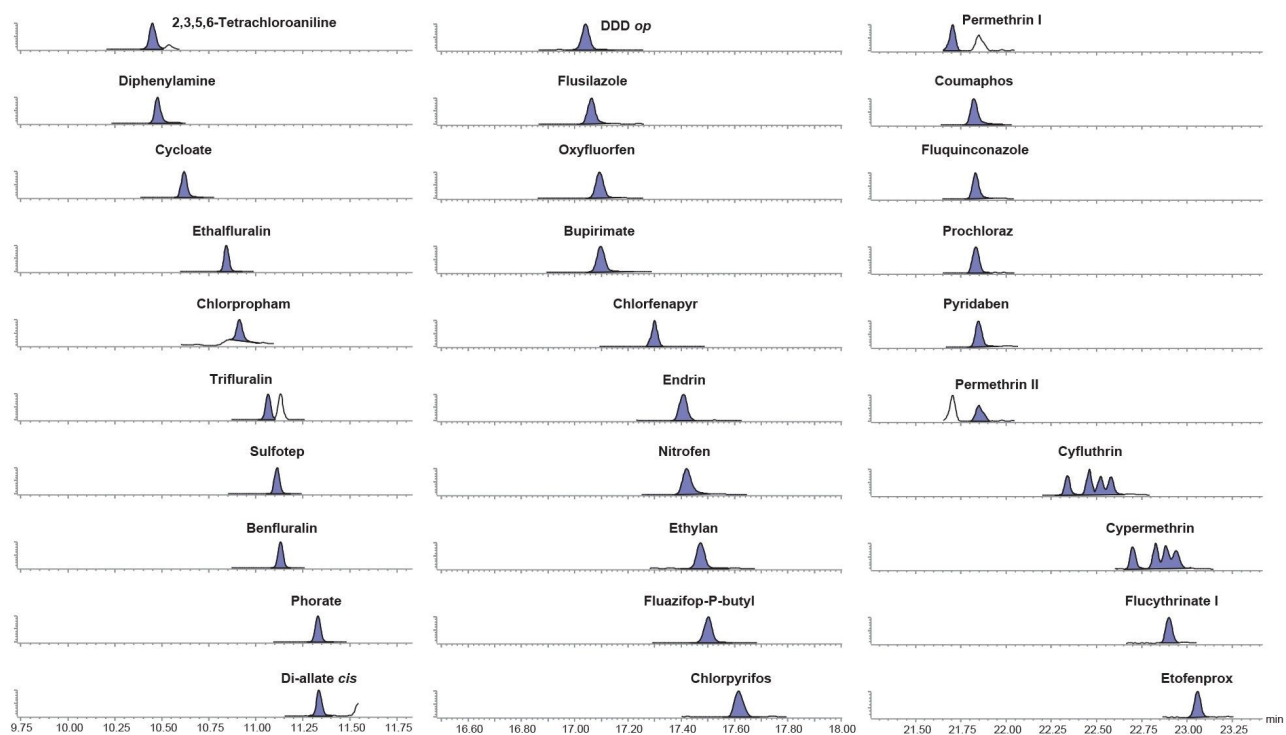 2,3,5,6-Tetrachloroaniline
Diphenylamine
Cycloate
Ethalfluralin
Chlorpropham
Trifluralin
Sulfotep
Benfluralin
Phorate
Di-allate cis
9.75 10.00 10.25 10.50 10.75 11.00 11.25 11.50 11.75
DDD op
Flusilazole
Oxyfluorfen
Bupirimate
Chlorfenapyr
Endrin
Nitrofen
Ethylan
Fluazifop-P-butyl
Chlorpyrifos
16.60 16.80 17.00 17.20 17.40 17.60 17.80 18.00
Permethrin I
Coumaphos
Fluquinconazole
Prochloraz
Pyridaben
Permethrin II
Cyfluthrin
Cypermethrin
Flucythrinate I
Etofenprox
21.50 21.75 22.00 22.25 22.50 22.75 23.00 23.25 min